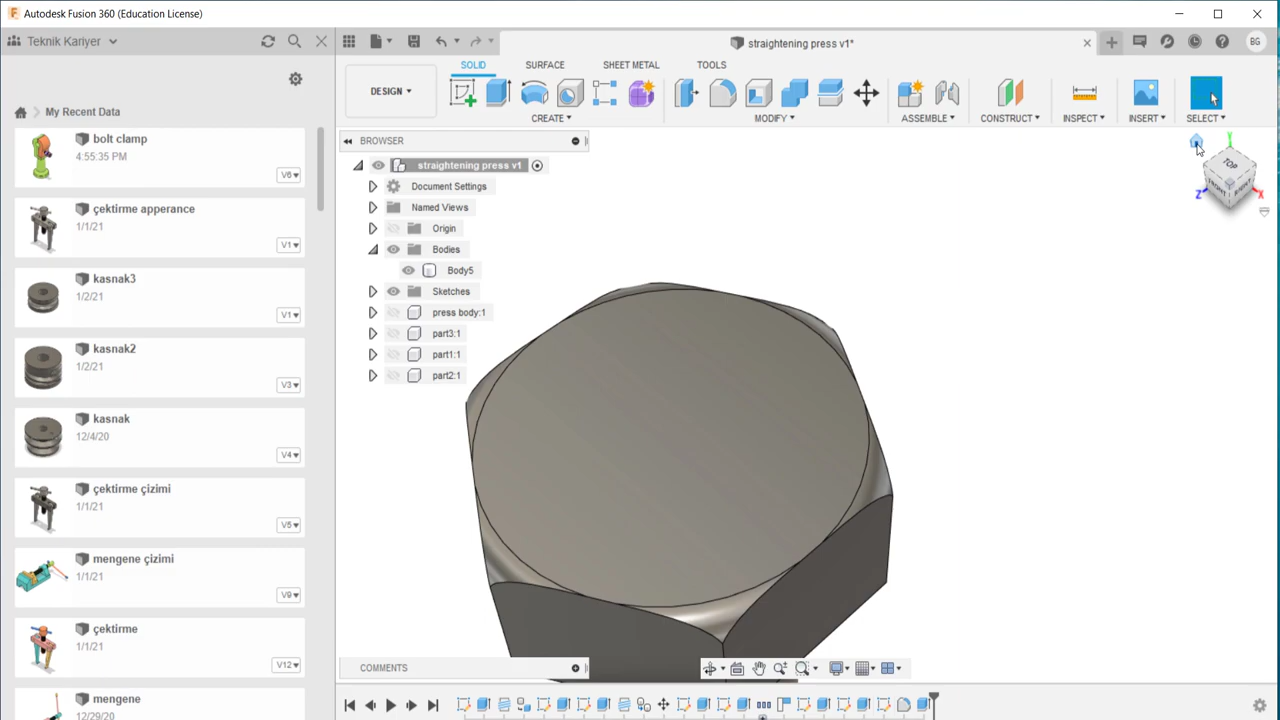 Autodesk Fusion 360 (Education License)
Teknik Kariyer
straightening press v1*
BG
My Recent Data
bolt clamp
4:55:35 PM
V6
çektirme apperance
1/1/21
V1
kasnak3
1/2/21
V1
kasnak2
1/2/21
V3
kasnak
12/4/20
V4
çektirme çizimi
1/1/21
V5
mengene çizimi
1/1/21
V9
çektirme
1/1/21
V12
mengene
12/29/20
DESIGN
SOLID SURFACE SHEET METAL TOOLS
CREATE MODIFY ASSEMBLE CONSTRUCT INSPECT INSERT SELECT
BROWSER
straightening press v1
Document Settings
Named Views
Origin
Bodies
Body5
Sketches
press body:1
part3:1
part1:1
part2:1
Y
TOP
FRONT
RIGHT
Z
X
COMMENTS